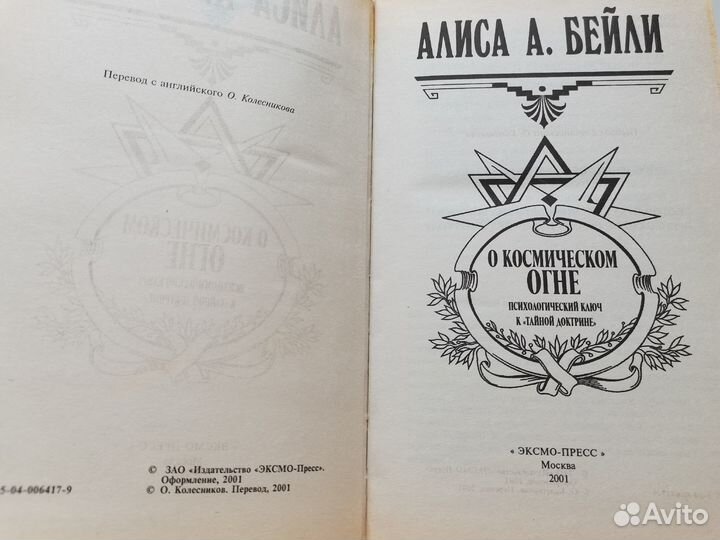 Перевод с английского О. Колесникова
5-04-006417-9
© ЗАО «Издательство «ЭКСМО-Пресс».
Оформление, 2001
© О. Колесников. Перевод, 2001
АЛИСА А. БЕЙЛИ
О КОСМИЧЕСКОМ
ОГНЕ
ПСИХОЛОГИЧЕСКИЙ КЛЮЧ
К «ТАЙНОЙ ДОКТРИНЕ»
« ЭКСМО-ПРЕСС »
Москва
2001
Avito